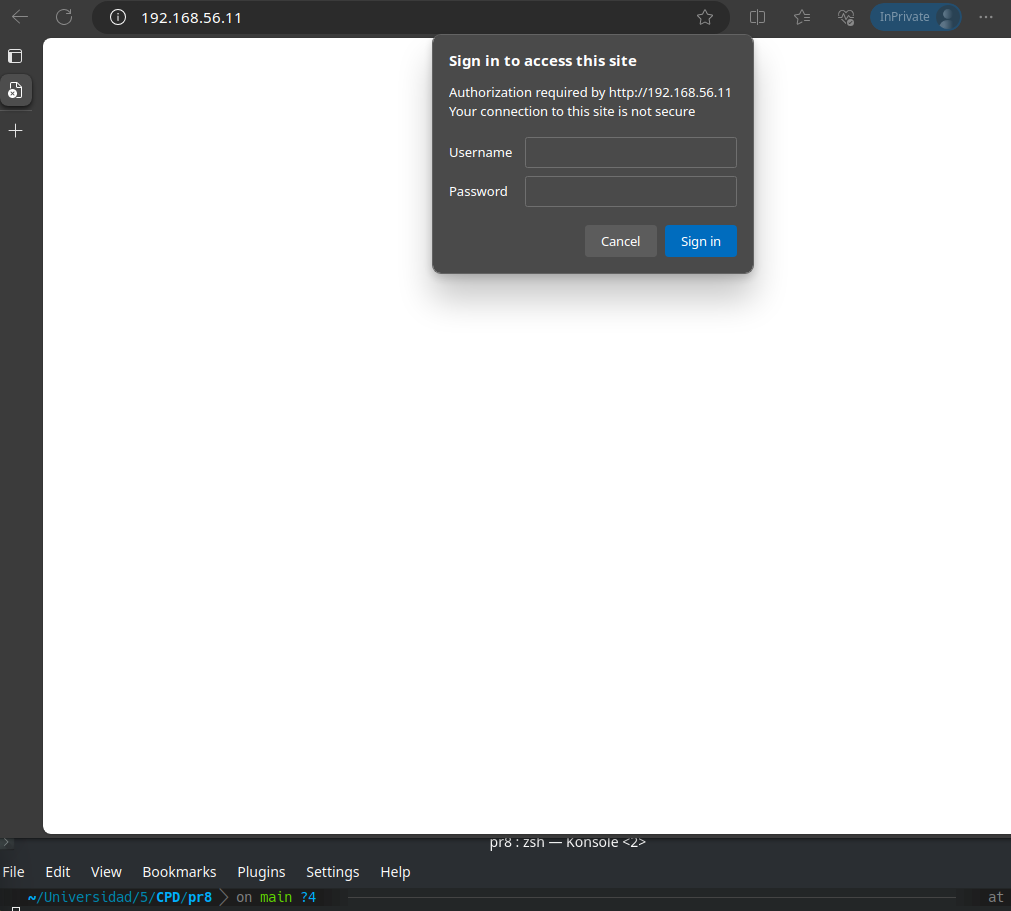 192.168.56.11
InPrivate
Sign in to access this site
Authorization required by http://192.168.56.11
Your connection to this site is not secure
Username
Password
Cancel
Sign in
pr8 : zsh — Konsole <2>
File Edit View Bookmarks Plugins Settings Help
~/Universidad/5/CPD/pr8 on main ?4 at